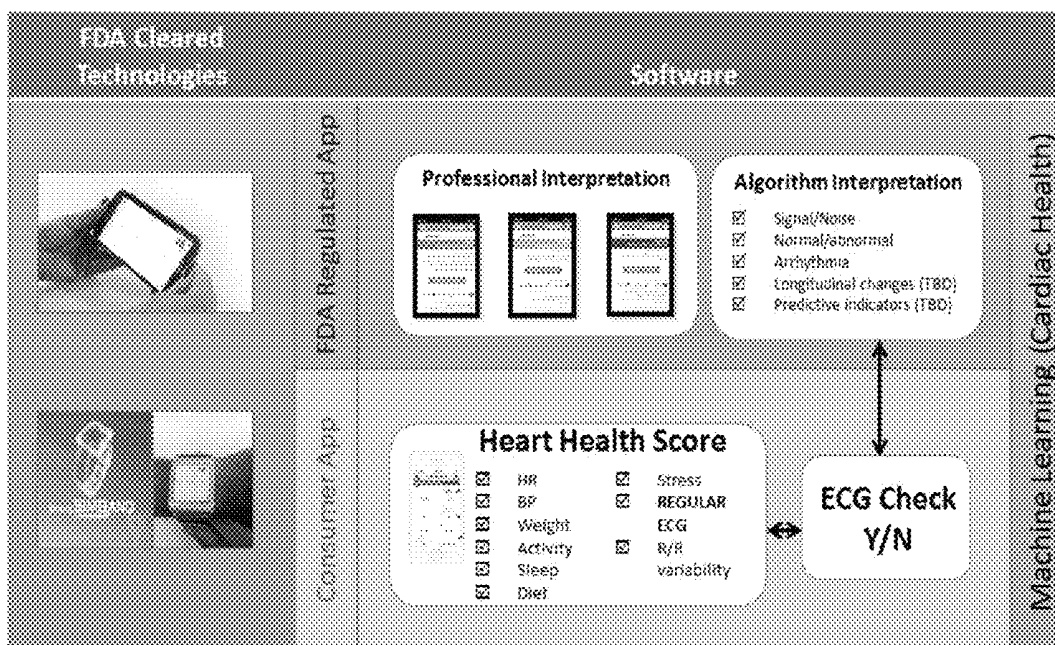 FDA Cleared
Technologies
Software
FDA Regulated App
Professional Interpretation
Algorithm Interpretation
☑ Signal/Noise
☑ Normal/abnormal
☑ Arrhythmia
☑ Longitudinal changes (TBD)
☑ Predictive indicators (TBD)
Consumer App
Heart Health Score
☑ HR
☑ BP
☑ Weight
☑ Activity
☑ Sleep
☑ Diet
☑ Stress
☑ REGULAR
ECG
☑ R/R
variability
ECG Check
Y/N
Machine Learning (Cardiac Health)